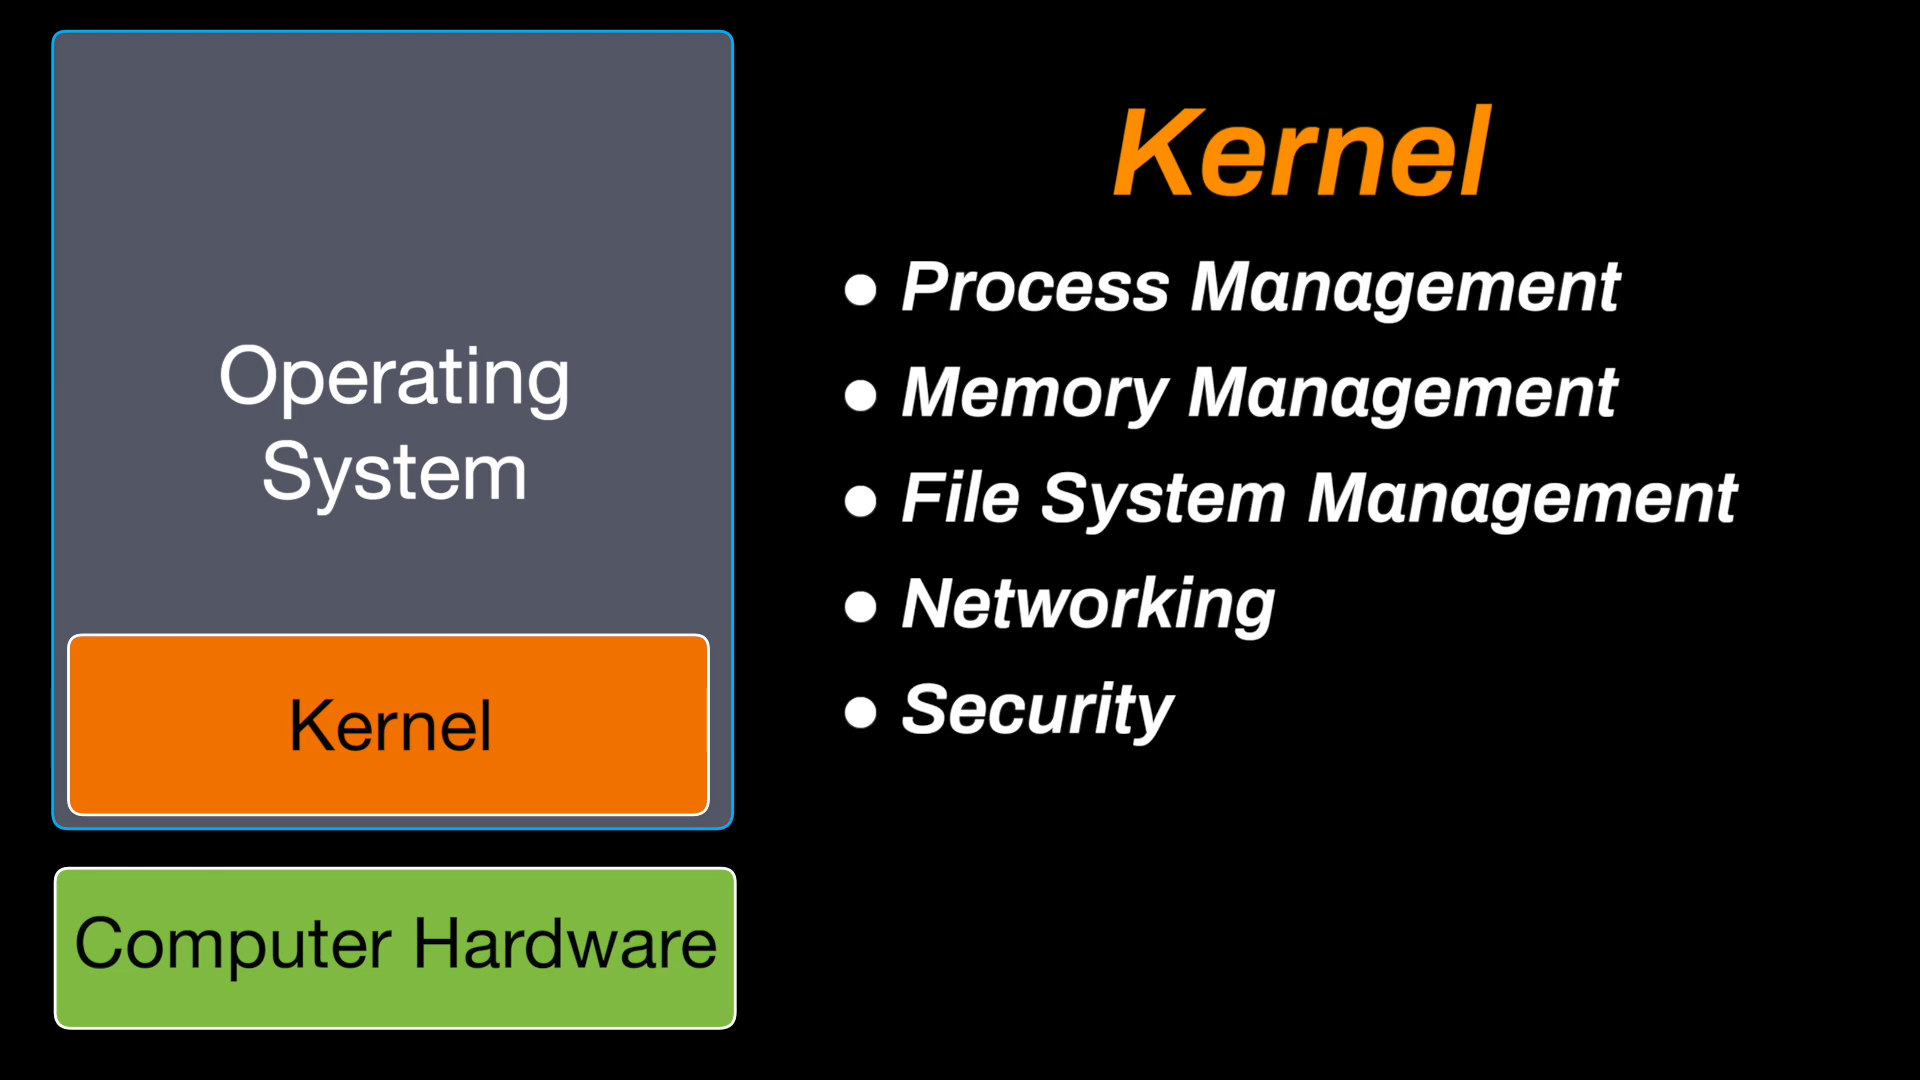 Operating
System
Kernel
Computer Hardware
Kernel
● Process Management
● Memory Management
● File System Management
● Networking
● Security